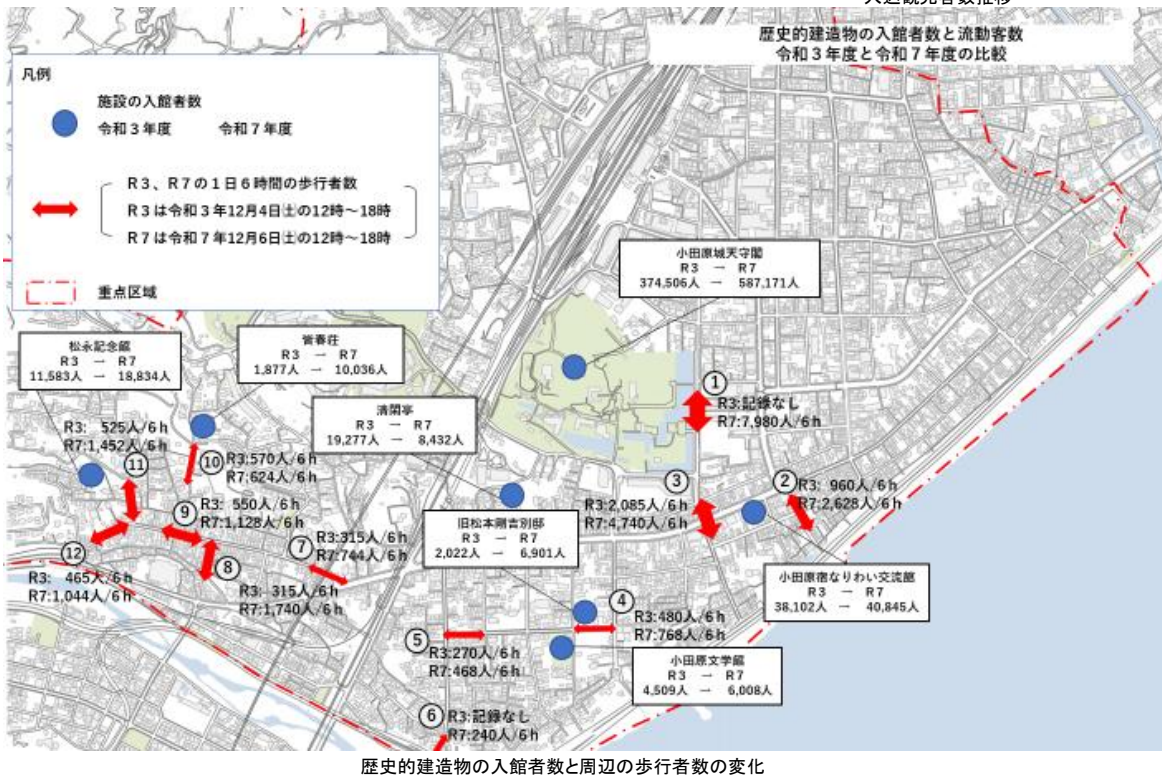 歴史的建造物の入館者数と流動客数
令和３年度と令和７年度の比較
凡例
施設の入館者数
令和３年度　令和７年度
R３、R７の１日６時間の歩行者数
R３は令和３年12月4日㈯の12時～18時
R７は令和７年12月6日㈯の12時～18時
重点区域
小田原城天守閣
R３ → R７
374,506人 → 587,171人
松永記念館
R３ → R７
11,583人 → 18,834人
皆春荘
R３ → R７
1,877人 → 10,036人
清閑亭
R３ → R７
19,277人 → 8,432人
旧松本剛吉別邸
R３ → R７
2,022人 → 6,901人
小田原宿なりわい交流館
R３ → R７
38,102人 → 40,845人
小田原文学館
R３ → R７
4,509人 → 6,008人
①
R3:記録なし
R7:7,980人/6h
②
R3: 960人/6h
R7:2,628人/6h
③
R3:2,085人/6h
R7:4,740人/6h
④
R3:480人/6h
R7:768人/6h
⑤
R3:270人/6h
R7:468人/6h
⑥
R3:記録なし
R7:240人/6h
⑦
R3:315人/6h
R7:744人/6h
⑧
R3: 315人/6h
R7:1,740人/6h
⑨
R3: 550人/6h
R7:1,128人/6h
⑩
R3:570人/6h
R7:624人/6h
⑪
R3: 525人/6h
R7:1,452人/6h
⑫
R3: 465人/6h
R7:1,044人/6h
歴史的建造物の入館者数と周辺の歩行者数の変化